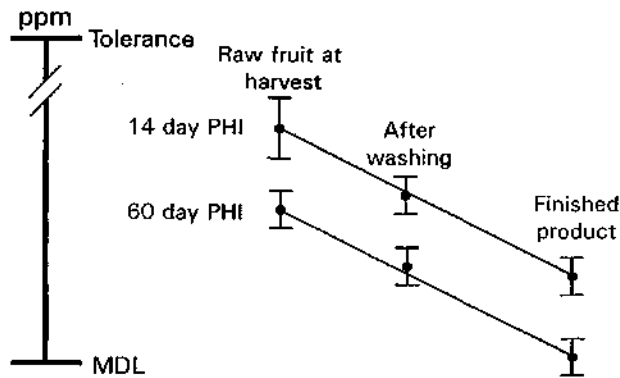 ppm
Tolerance
Raw fruit at
harvest
14 day PHI
After
washing
60 day PHI
Finished
product
MDL